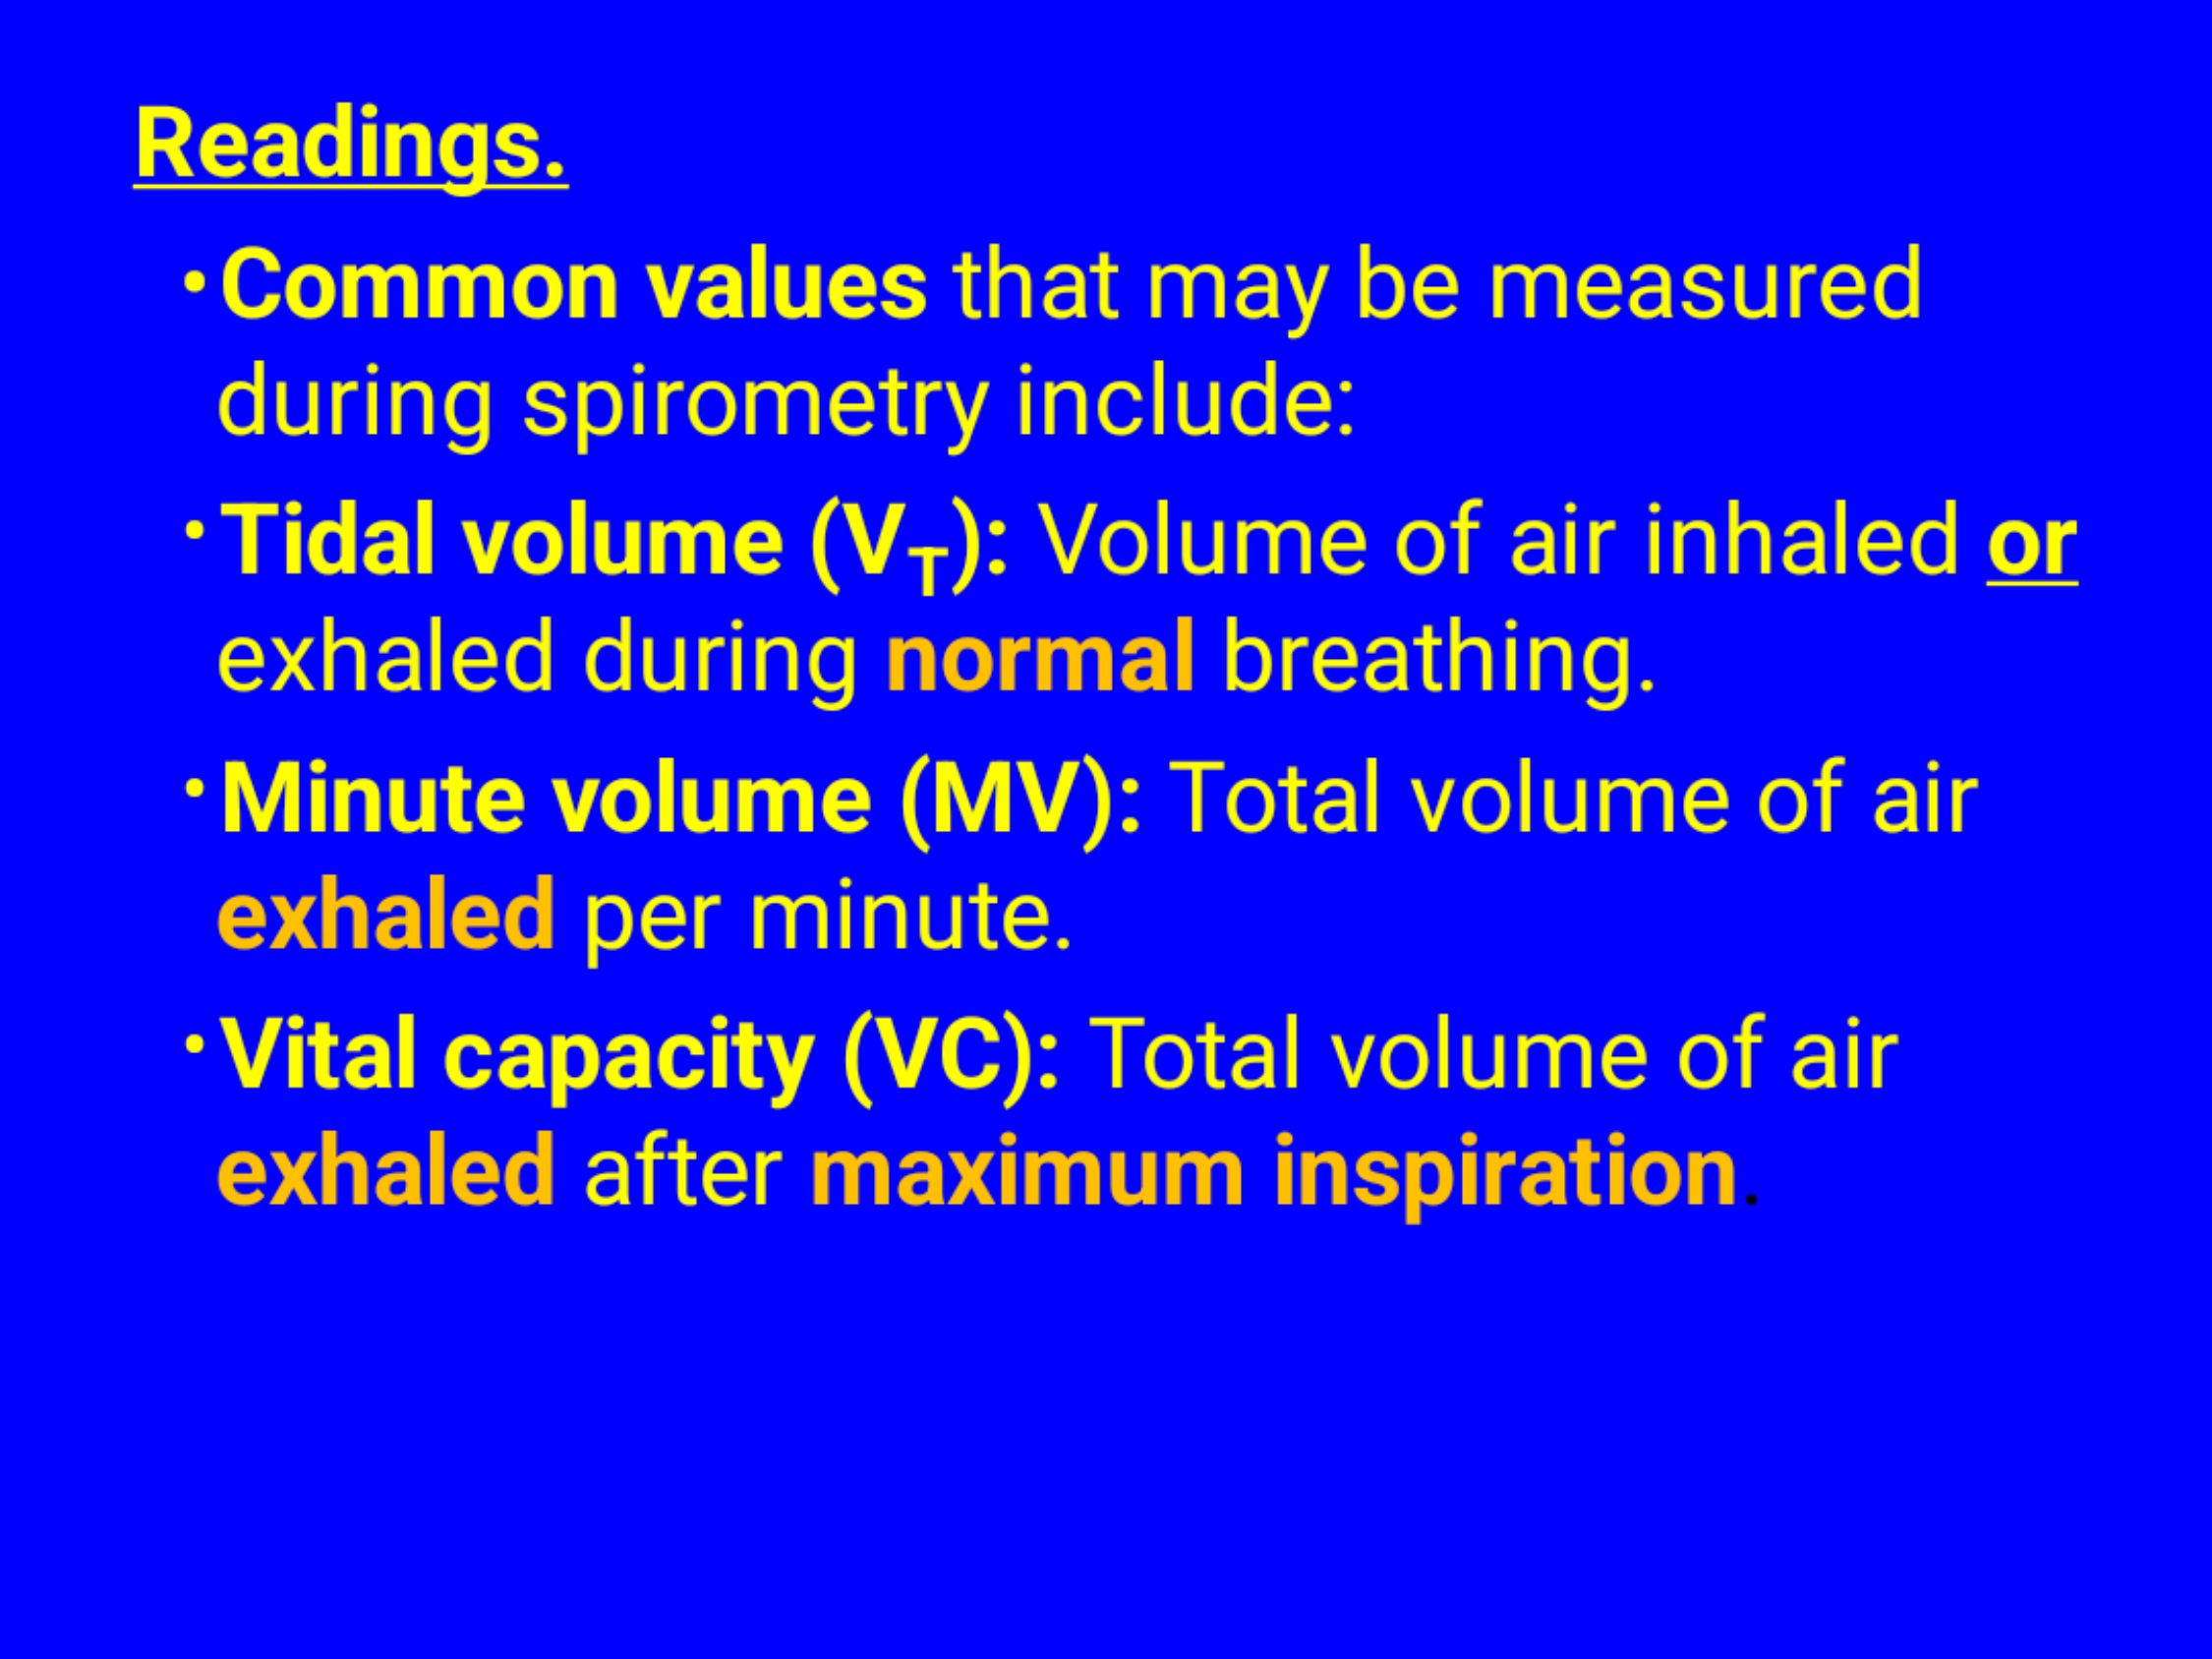 Readings.
•Common values that may be measured
during spirometry include:
•Tidal volume (VT): Volume of air inhaled or
exhaled during normal breathing.
•Minute volume (MV): Total volume of air
exhaled per minute.
•Vital capacity (VC): Total volume of air
exhaled after maximum inspiration.